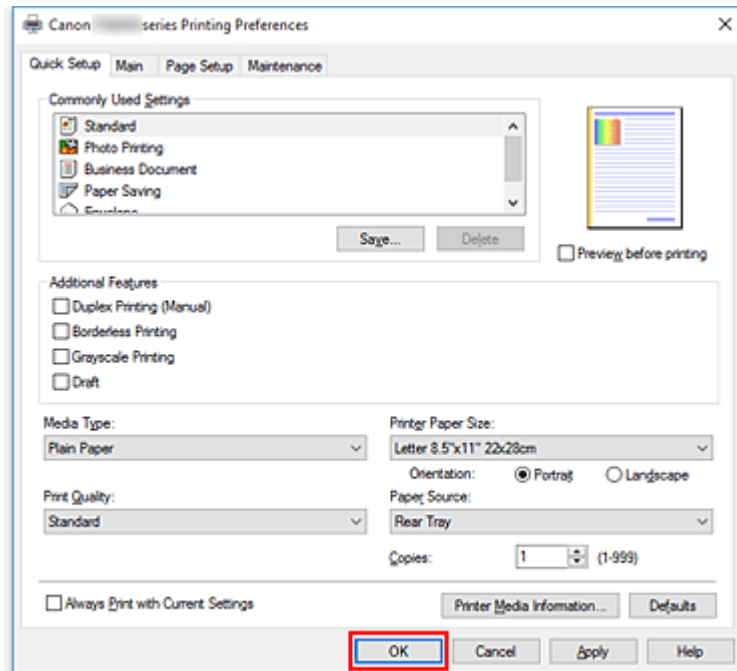 Canon series Printing Preferences
Quick Setup Main Page Setup Maintenance
Commonly Used Settings
Standard
Photo Printing
Business Document
Paper Saving
Envelope
Save... Delete
Preview before printing
Additional Features
Duplex Printing (Manual)
Borderless Printing
Grayscale Printing
Draft
Media Type: Printer Paper Size:
Plain Paper Letter 8.5"x11" 22x28cm
Orientation: Portrait Landscape
Print Quality: Paper Source:
Standard Rear Tray
Copies: 1 (1-999)
Always Print with Current Settings Printer Media Information... Defaults
OK Cancel Apply Help